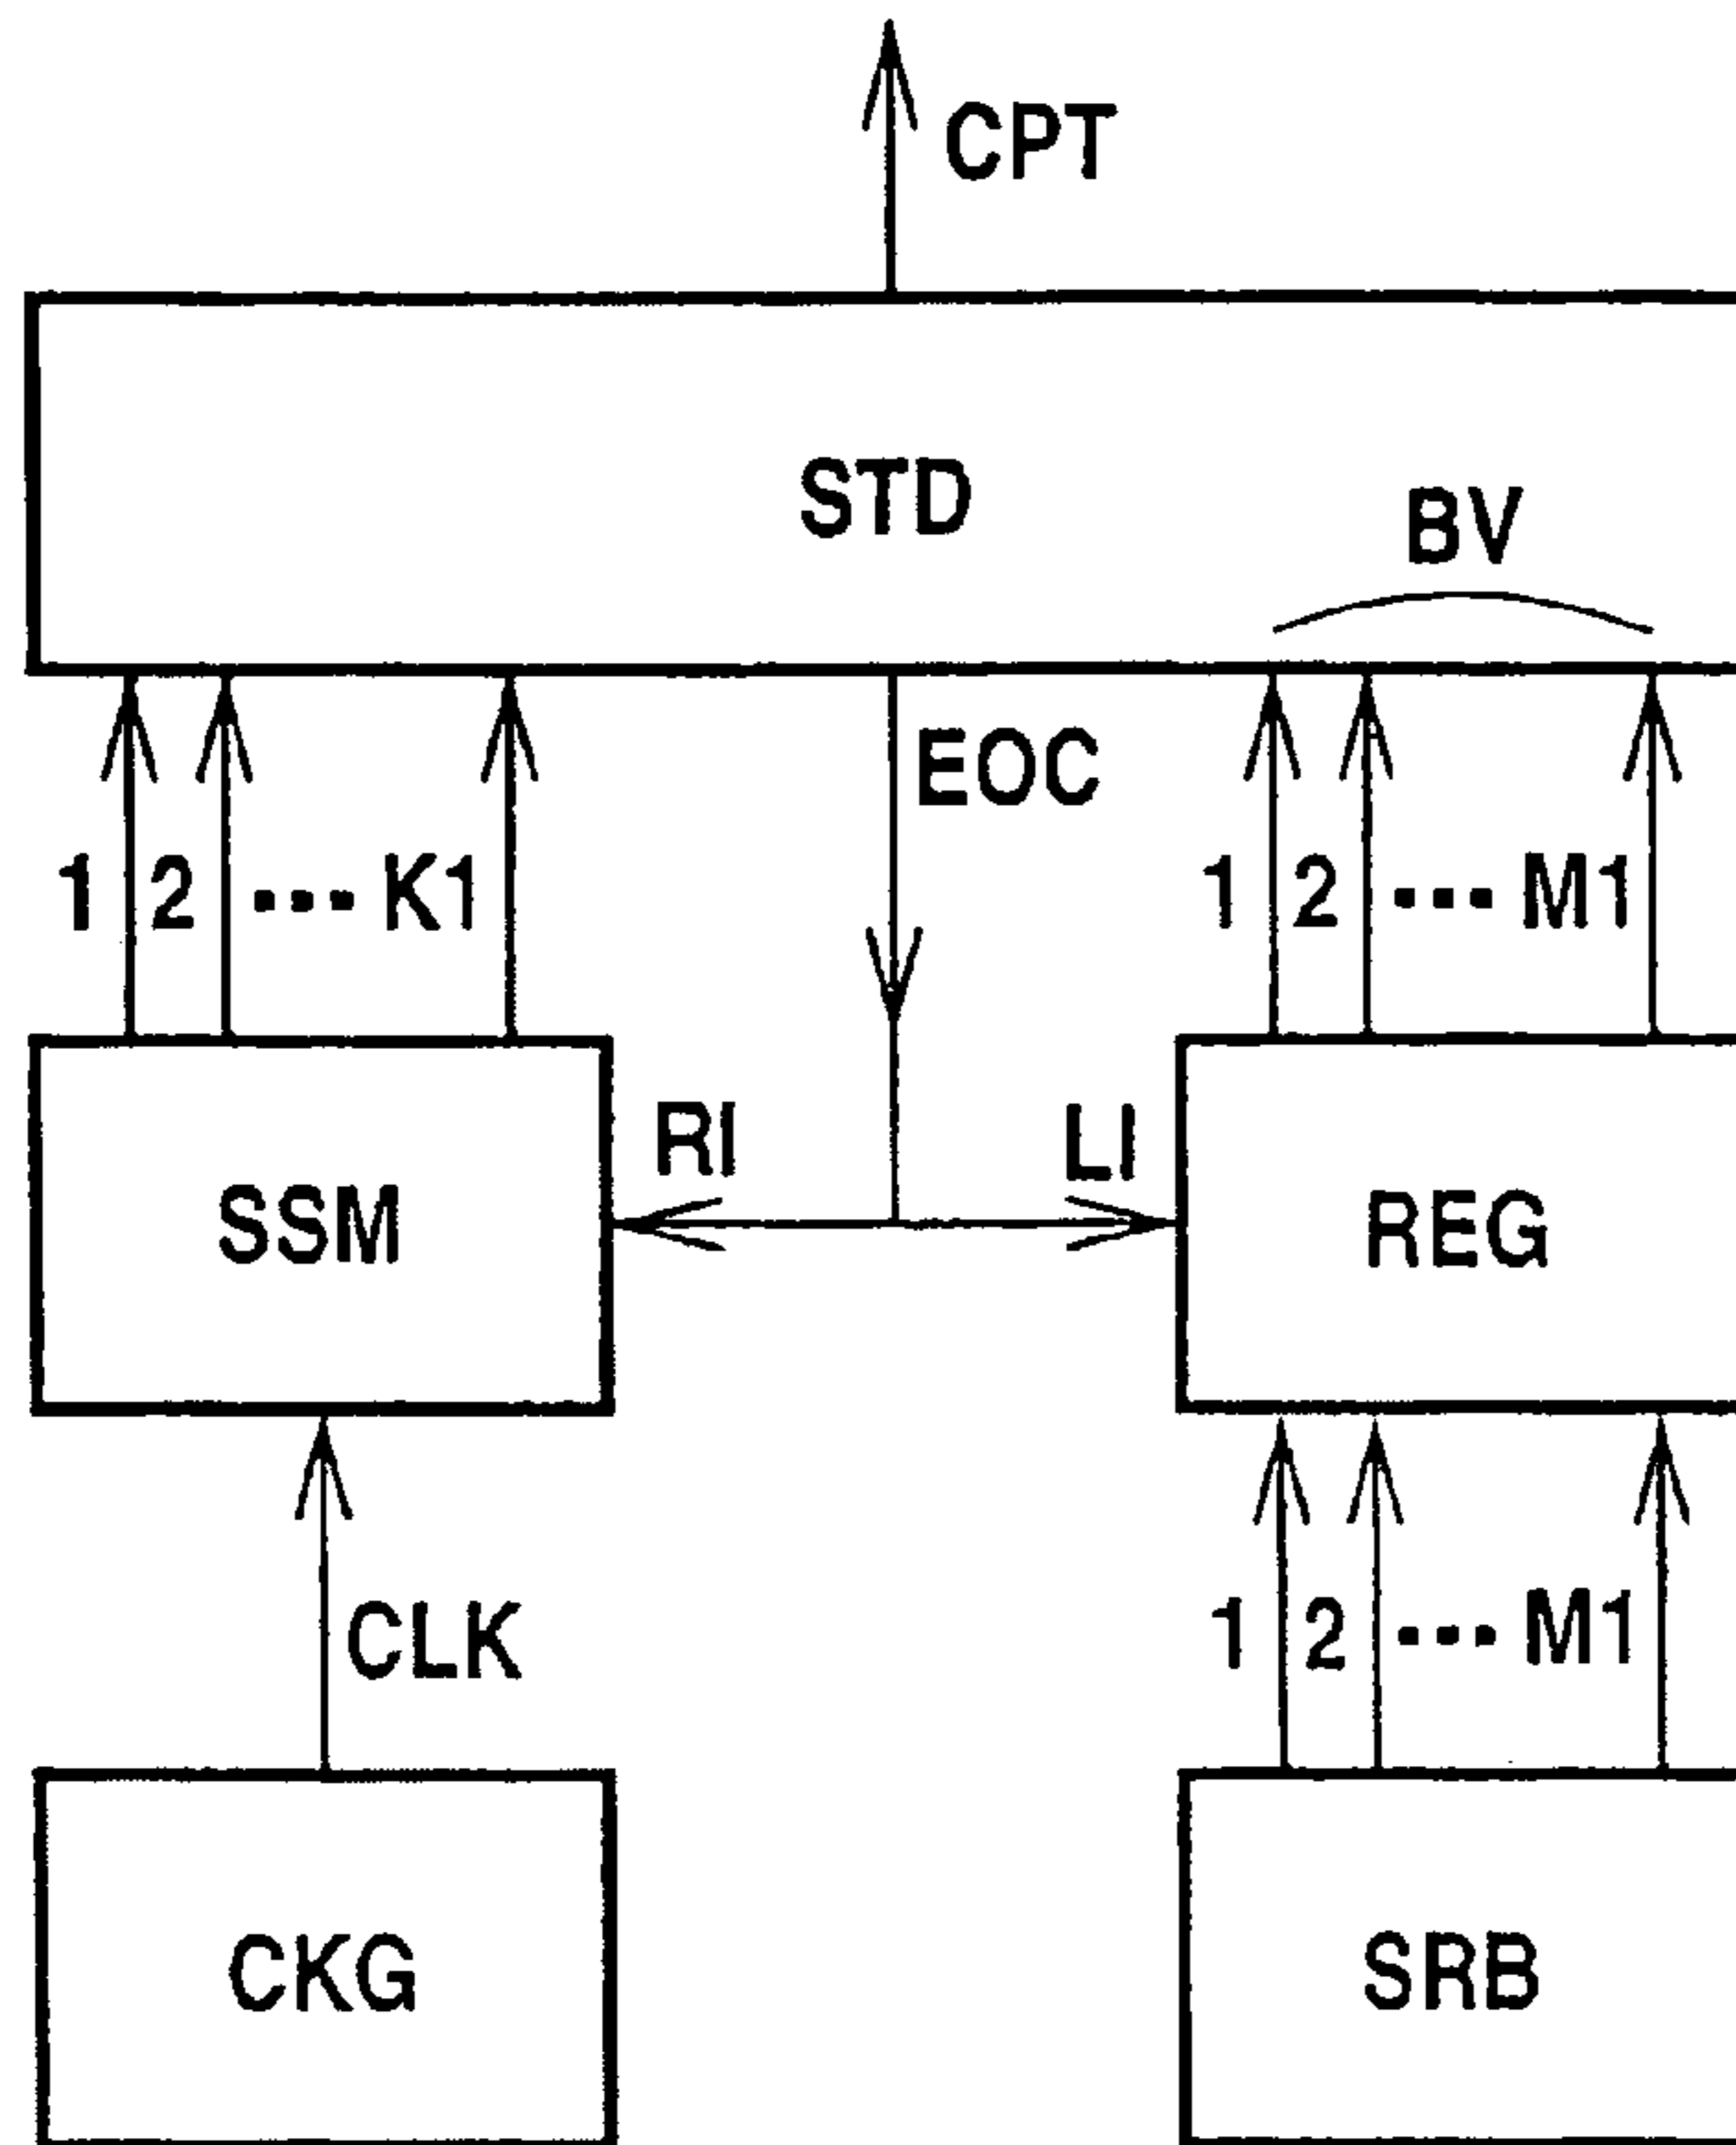 CPT
STD
BV
EOC
1 2 ... K1
1 2 ... M1
RI
LI
SSM
REG
CLK
1 2 ... M1
CKG
SRB